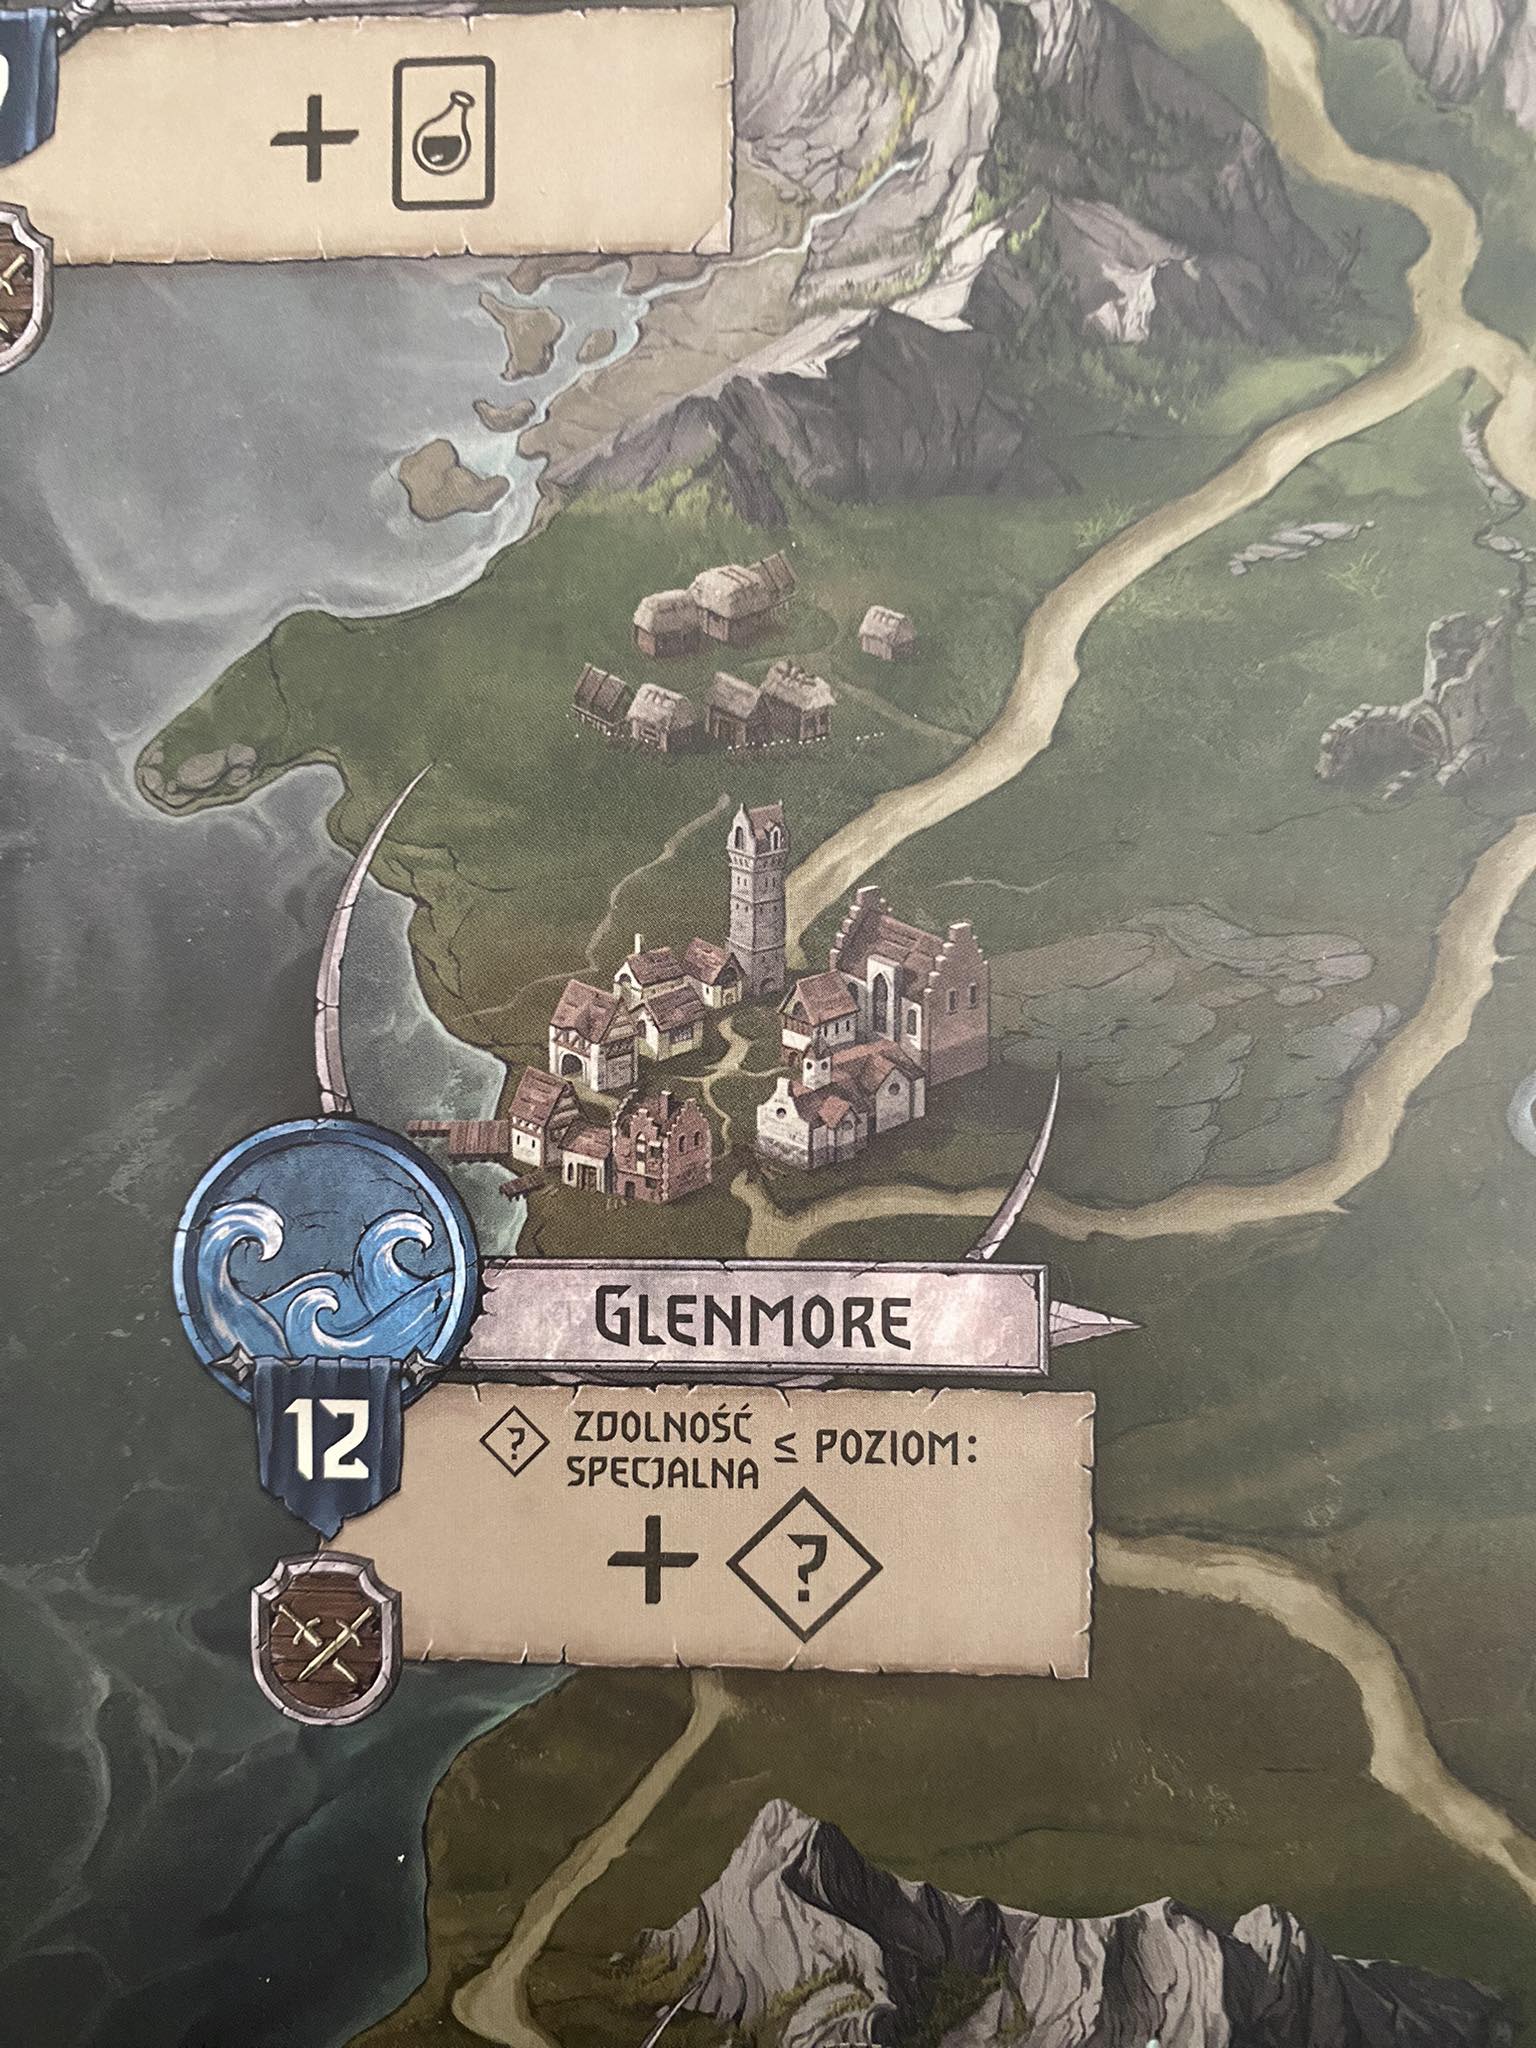 +
GLENMORE
12
? ZDOLNOŚĆ
SPECJALNA ≤ POZIOM:
+ ?